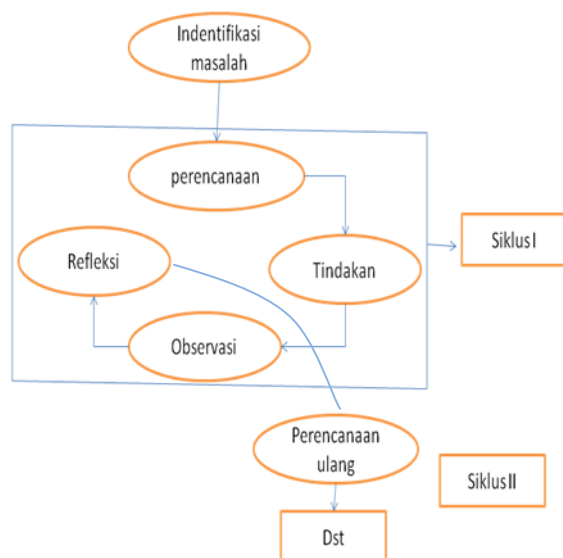 Indentifikasi
masalah
perencanaan
Siklus I
Refleksi
Tindakan
Observasi
Perencanaan
ulang
Siklus II
Dst